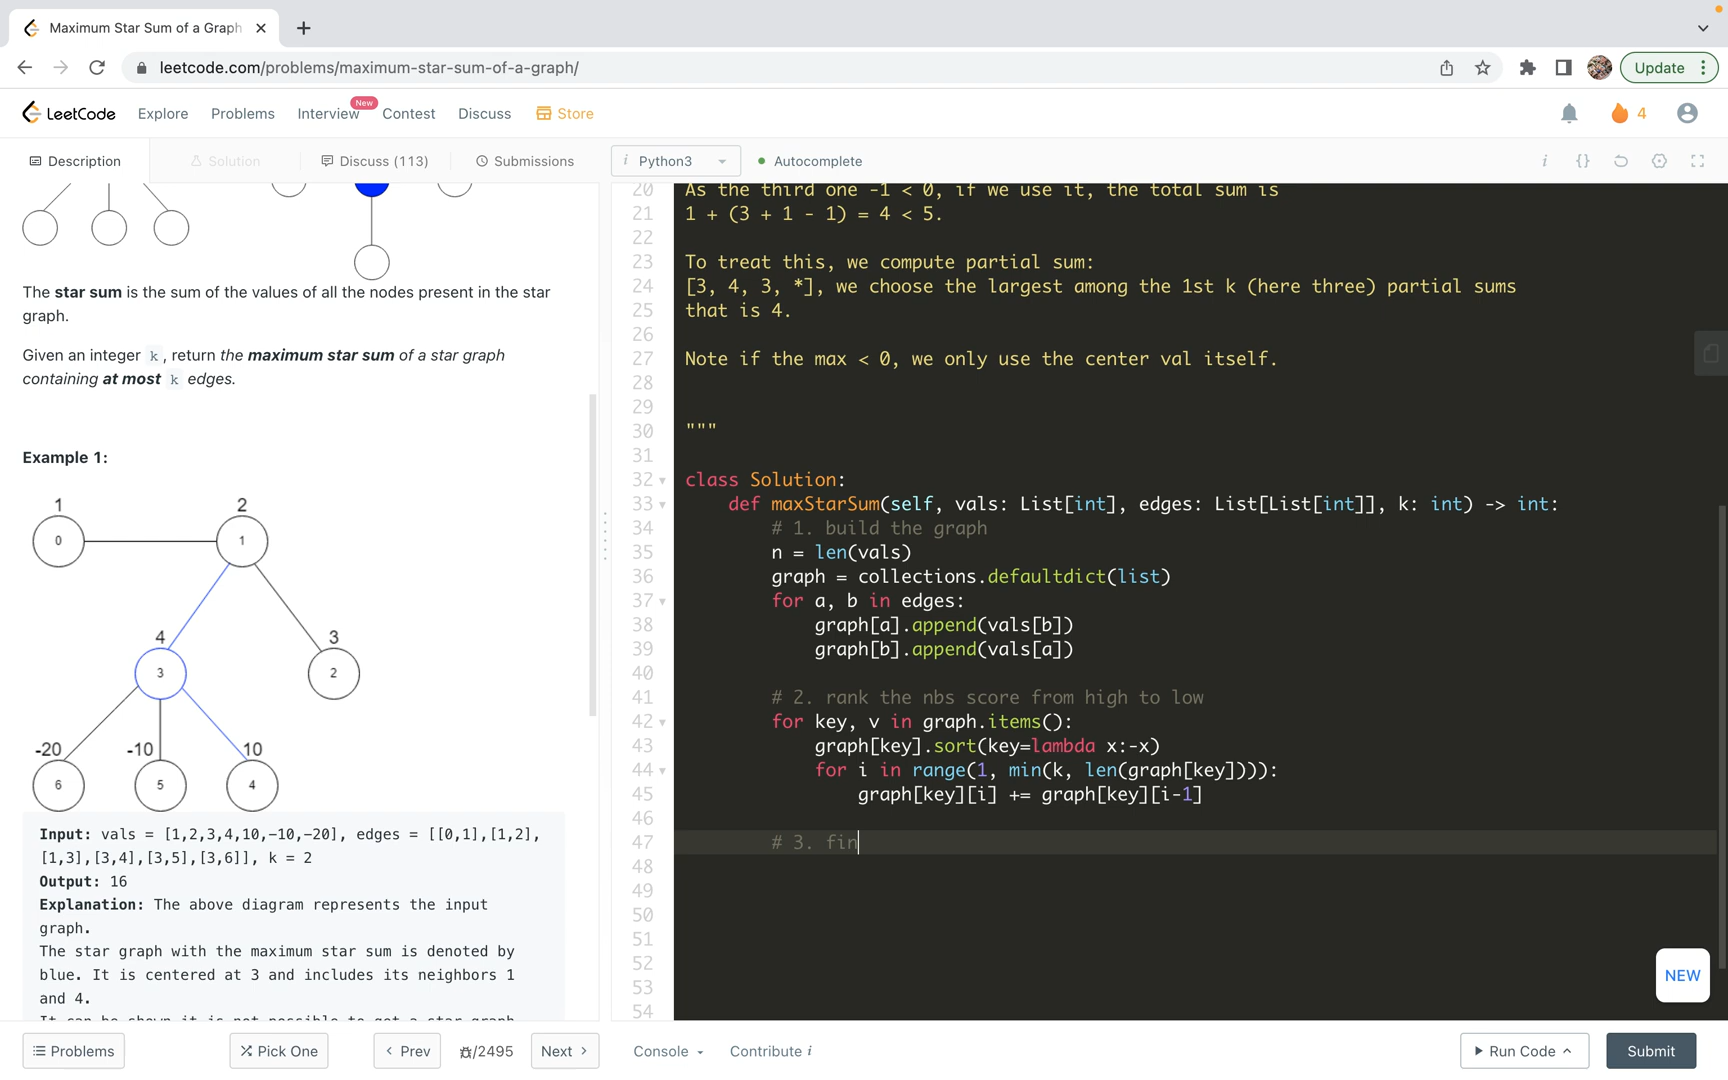 Maximum Star Sum of a Graph
leetcode.com/problems/maximum-star-sum-of-a-graph/
Update
LeetCode Explore Problems Interview New Contest Discuss Store 4
Description Solution Discuss (113) Submissions
i Python3 Autocomplete i {}
The star sum is the sum of the values of all the nodes present in the star
graph.
Given an integer k, return the maximum star sum of a star graph
containing at most k edges.
Example 1:
1 2
0 1
4 3
3 2
-20 -10 10
6 5 4
Input: vals = [1,2,3,4,10,-10,-20], edges = [[0,1],[1,2],
[1,3],[3,4],[3,5],[3,6]], k = 2
Output: 16
Explanation: The above diagram represents the input
graph.
The star graph with the maximum star sum is denoted by
blue. It is centered at 3 and includes its neighbors 1
and 4.
It can be shown it is not possible to get a star graph
20 As the third one -1 < 0, if we use it, the total sum is
21 1 + (3 + 1 - 1) = 4 < 5.
22
23 To treat this, we compute partial sum:
24 [3, 4, 3, *], we choose the largest among the 1st k (here three) partial sums
25 that is 4.
26
27 Note if the max < 0, we only use the center val itself.
28
29
30 """
31
32 class Solution:
33 def maxStarSum(self, vals: List[int], edges: List[List[int]], k: int) -> int:
34 # 1. build the graph
35 n = len(vals)
36 graph = collections.defaultdict(list)
37 for a, b in edges:
38 graph[a].append(vals[b])
39 graph[b].append(vals[a])
40
41 # 2. rank the nbs score from high to low
42 for key, v in graph.items():
43 graph[key].sort(key=lambda x:-x)
44 for i in range(1, min(k, len(graph[key]))):
45 graph[key][i] += graph[key][i-1]
46
47 # 3. fin
48
49
50
51
52
53
54
NEW
Problems Pick One Prev /2495 Next Console Contribute i Run Code Submit